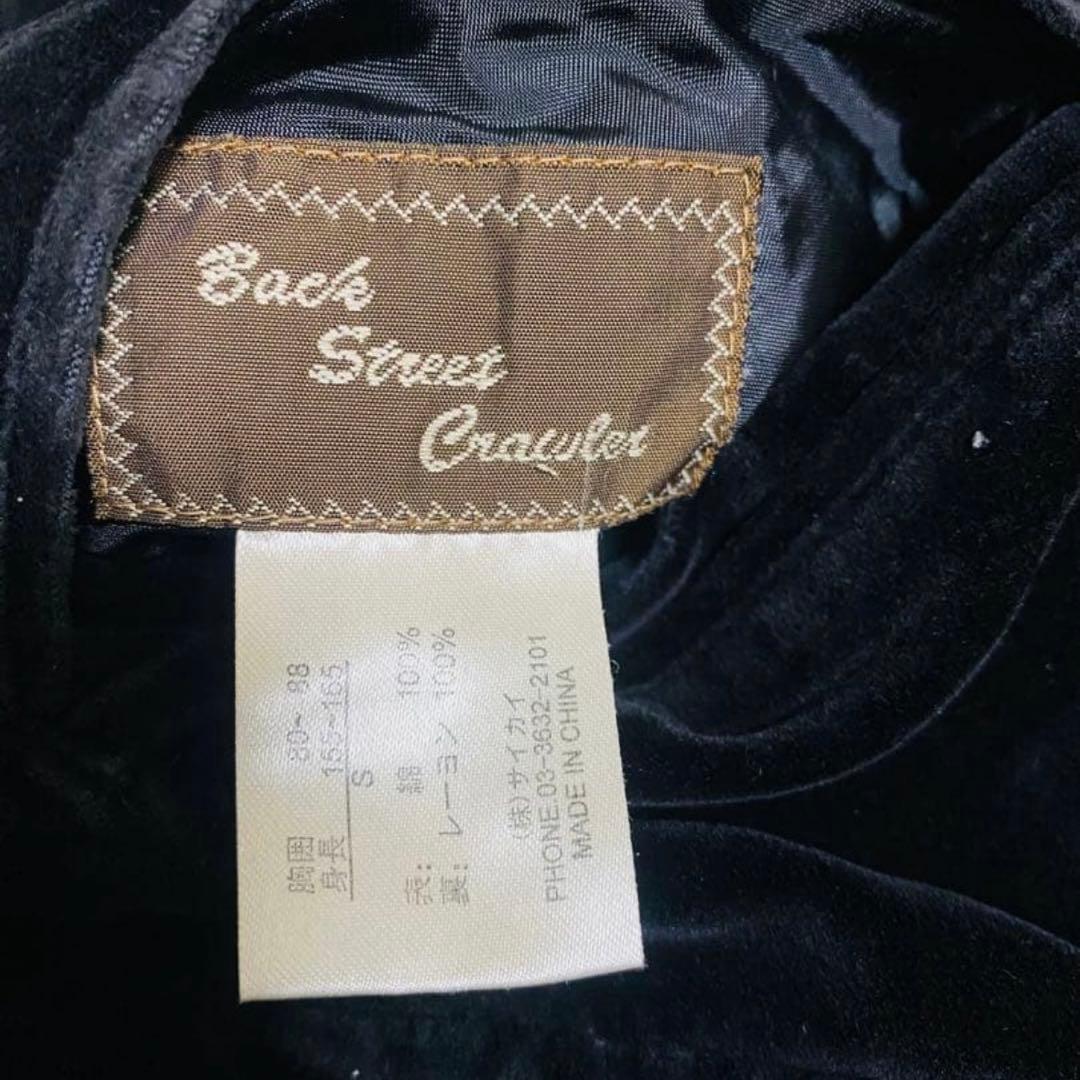 Back
Street
Crawler
胸囲 80~ 88
身長 155~165
S
表: 綿 100%
裏: レーヨン 100%
(株)サイカイ
PHONE.03-3632-2101
MADE IN CHINA